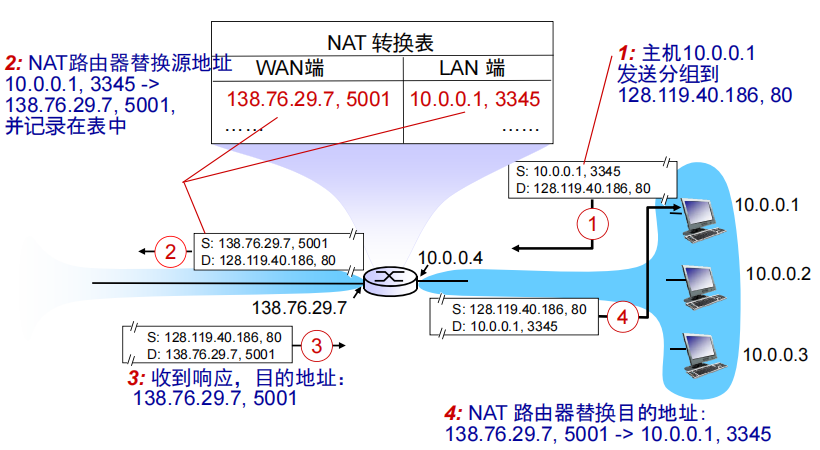 NAT 转换表
WAN端
LAN 端
138.76.29.7, 5001
10.0.0.1, 3345
……
……
2: NAT路由器替换源地址
10.0.0.1, 3345 ->
138.76.29.7, 5001,
并记录在表中
1: 主机10.0.0.1
发送分组到
128.119.40.186, 80
S: 10.0.0.1, 3345
D: 128.119.40.186, 80
1
10.0.0.1
2
S: 138.76.29.7, 5001
D: 128.119.40.186, 80
10.0.0.4
10.0.0.2
138.76.29.7
S: 128.119.40.186, 80
D: 10.0.0.1, 3345
4
S: 128.119.40.186, 80
D: 138.76.29.7, 5001
3
10.0.0.3
3: 收到响应，目的地址：
138.76.29.7, 5001
4: NAT 路由器替换目的地址：
138.76.29.7, 5001 -> 10.0.0.1, 3345